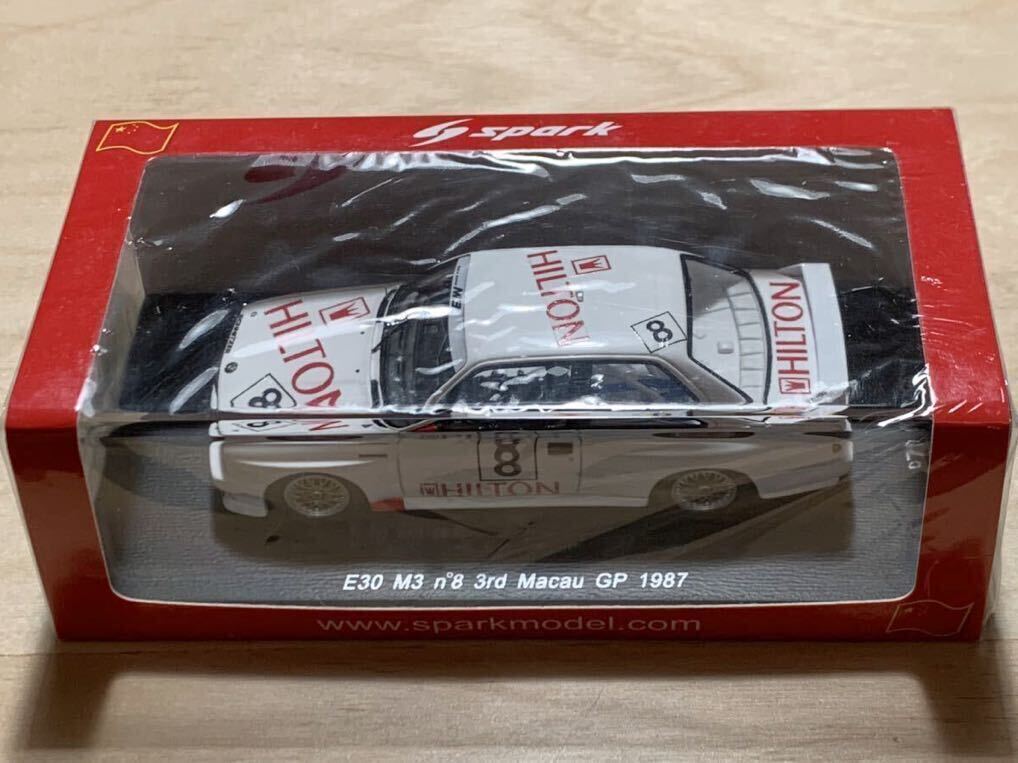 spark
HILTON
HILTON
HILTON
8
8
8
HILTON
E30 M3 n°8 3rd Macau GP 1987
www.sparkmodel.com